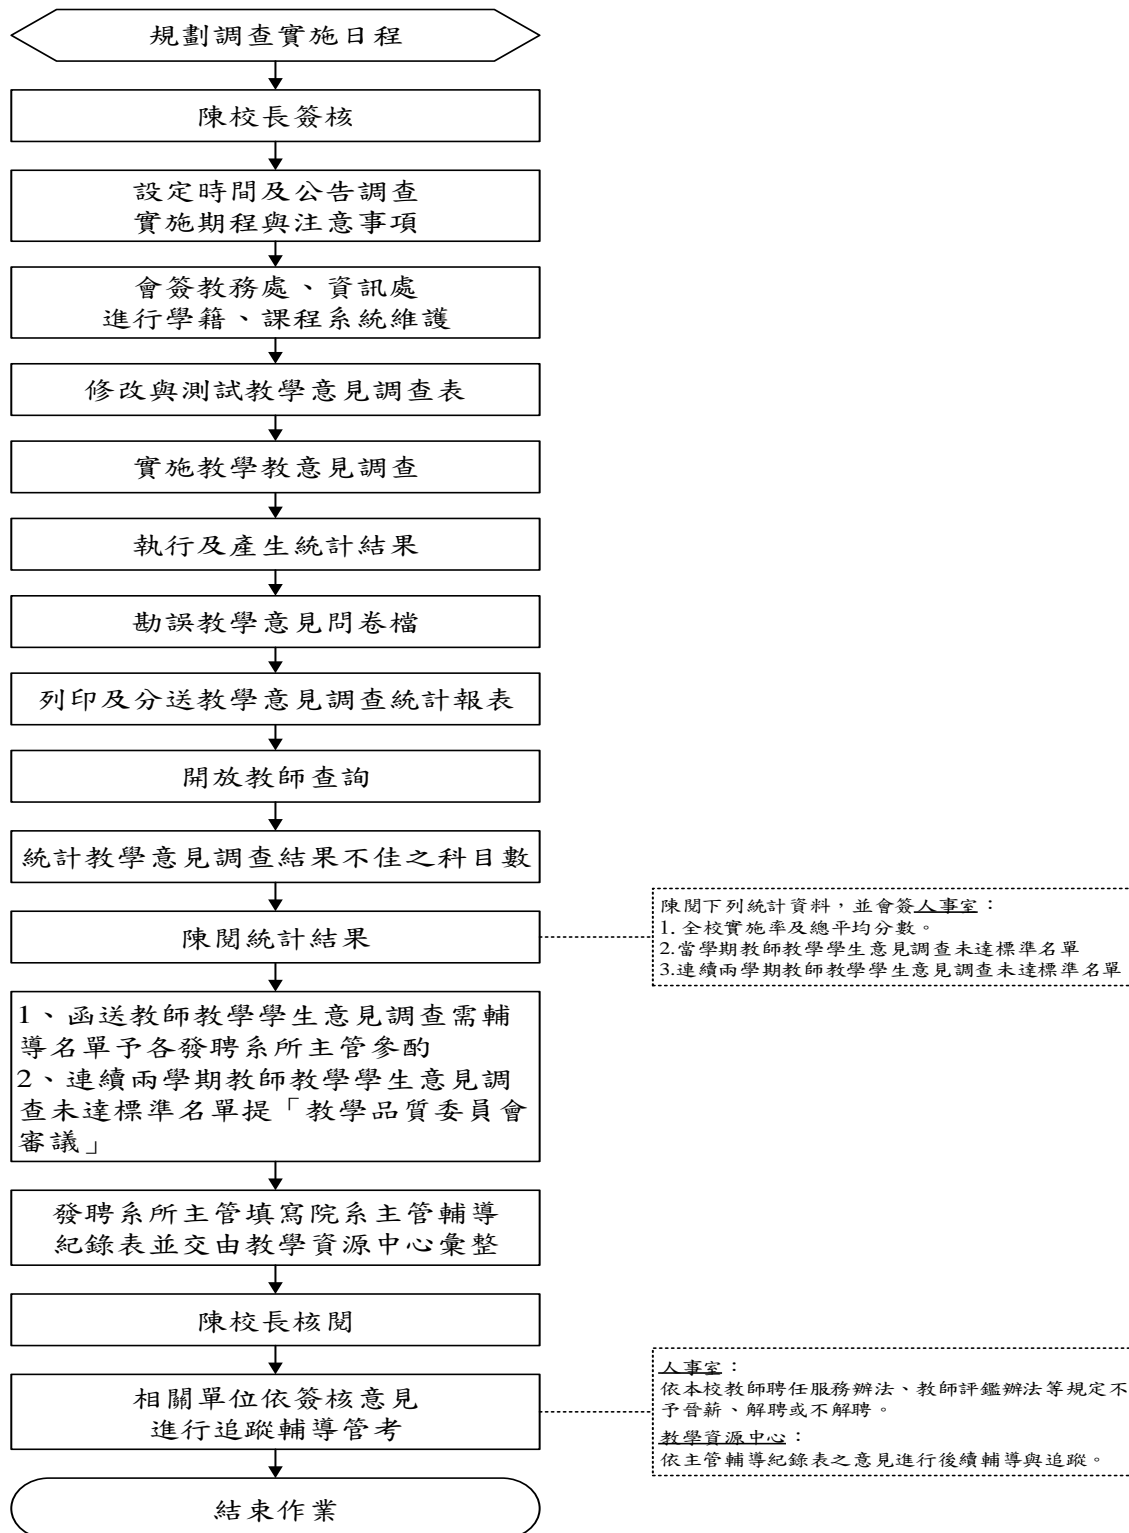 規劃調查實施日程
陳校長簽核
設定時間及公告調查
實施期程與注意事項
會簽教務處、資訊處
進行學籍、課程系統維護
修改與測試教學意見調查表
實施教學教意見調查
執行及產生統計結果
勘誤教學意見問卷檔
列印及分送教學意見調查統計報表
開放教師查詢
統計教學意見調查結果不佳之科目數
陳閱統計結果
陳閱下列統計資料，並會簽人事室：
1. 全校實施率及總平均分數。
2.當學期教師教學學生意見調查未達標準名單
3.連續兩學期教師教學學生意見調查未達標準名單
1、函送教師教學學生意見調查需輔
導名單予各發聘系所主管參酌
2、連續兩學期教師教學學生意見調
查未達標準名單提「教學品質委員會
審議」
發聘系所主管填寫院系主管輔導
紀錄表並交由教學資源中心彙整
陳校長核閱
相關單位依簽核意見
進行追蹤輔導管考
人事室：
依本校教師聘任服務辦法、教師評鑑辦法等規定不
予晉薪、解聘或不解聘。
教學資源中心：
依主管輔導紀錄表之意見進行後續輔導與追蹤。
結束作業